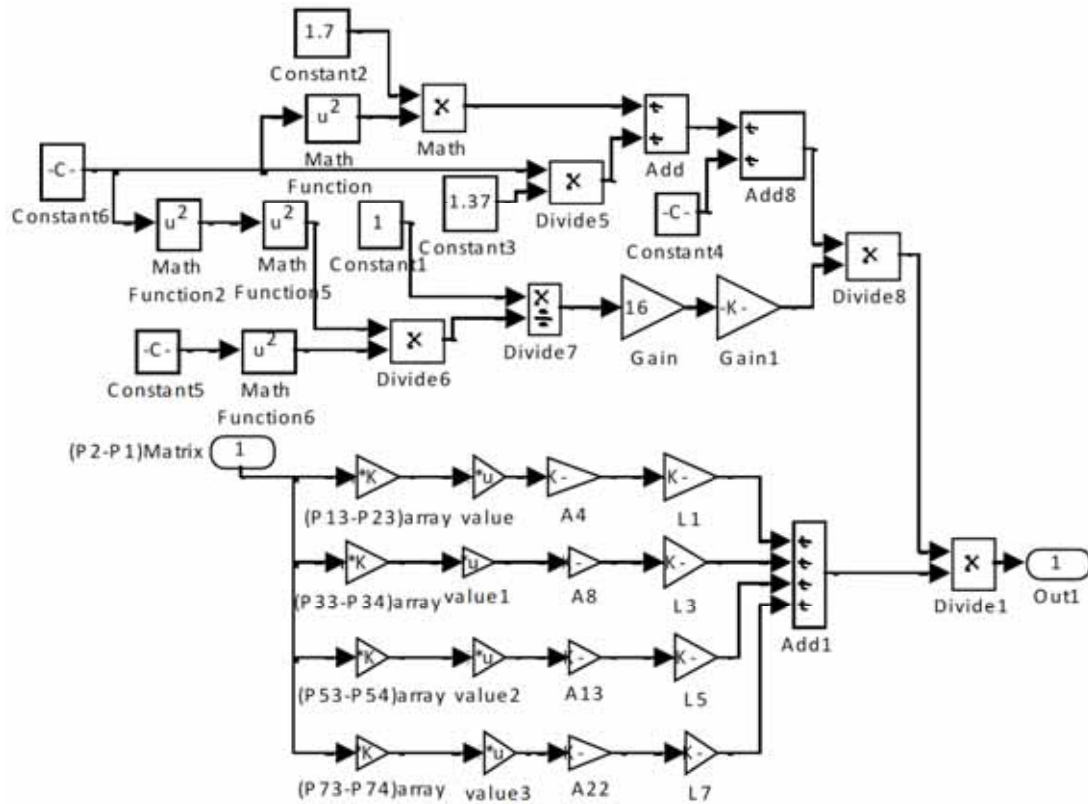 1.7
Constant2
u2
Math
Function
×
Math
-C-
Constant6
u2
Math
Function2
u2
Math
Function5
1
Constant1
-1.37
Constant3
×
Divide5
+
+
Add
-C-
Constant4
+
+
Add8
×
Divide8
-C-
Constant5
u2
Math
Function6
×
Divide6
×
÷
Divide7
16
Gain
-K-
Gain1
(P2-P1)Matrix
1
*K
(P13-P23)array
*u
value
K-
A4
K-
L1
*K
(P33-P34)array
*u
value1
-
A8
K-
L3
*K
(P53-P54)array
*u
value2
K-
A13
K-
L5
*K
(P73-P74)array
*u
value3
K-
A22
K-
L7
+
+
+
+
Add1
×
Divide1
1
Out1